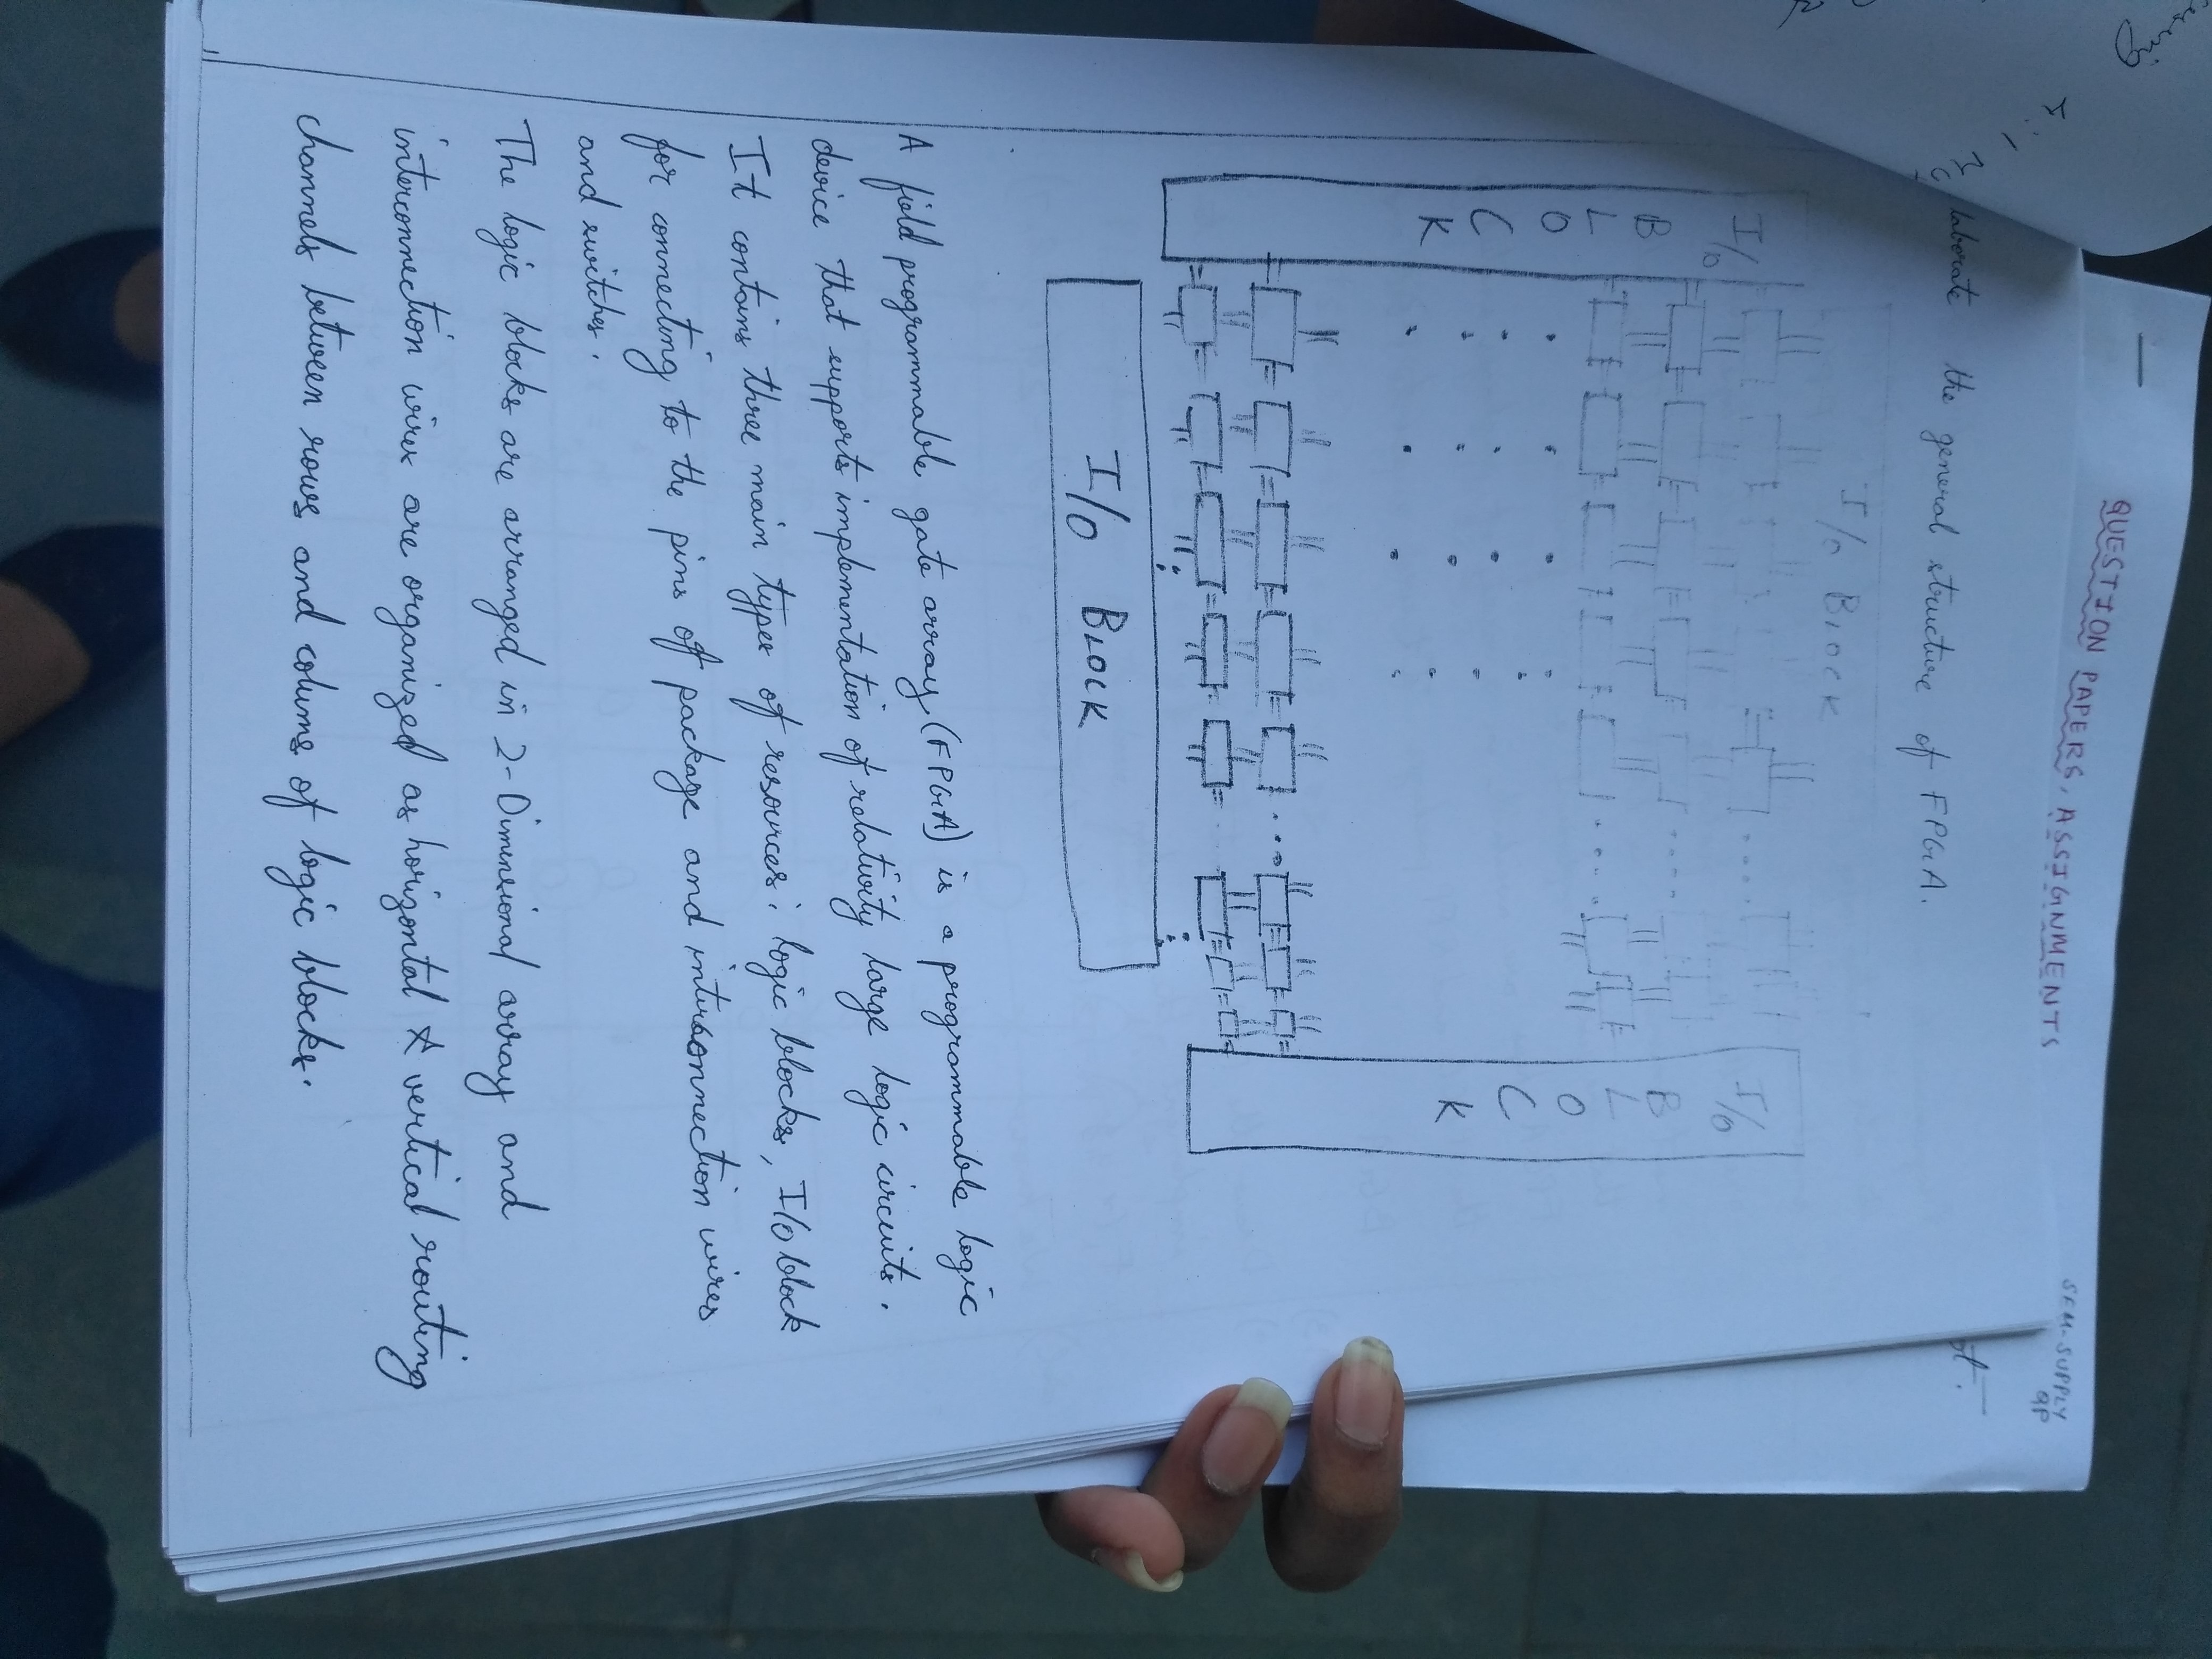 QUESTION PAPERS, ASSIGNMENTS
SEM-SUPPLY
QP
laborate the general structure of FPGA.
I/O BLOCK
I/O
B
L
O
C
K
I/O
B
L
O
C
K
I/O BLOCK
A field programmable gate array (FPGA) is a programmable logic
device that supports implementation of relativity large logic circuits.
It contains three main types of resources: logic blocks, I/O block
for connecting to the pins of package and interconnection wires
and switches.
The logic blocks are arranged in 2-Dimensional array and
interconnection wires are organized as horizontal & vertical routing
channels between rows and colums of logic blocks.